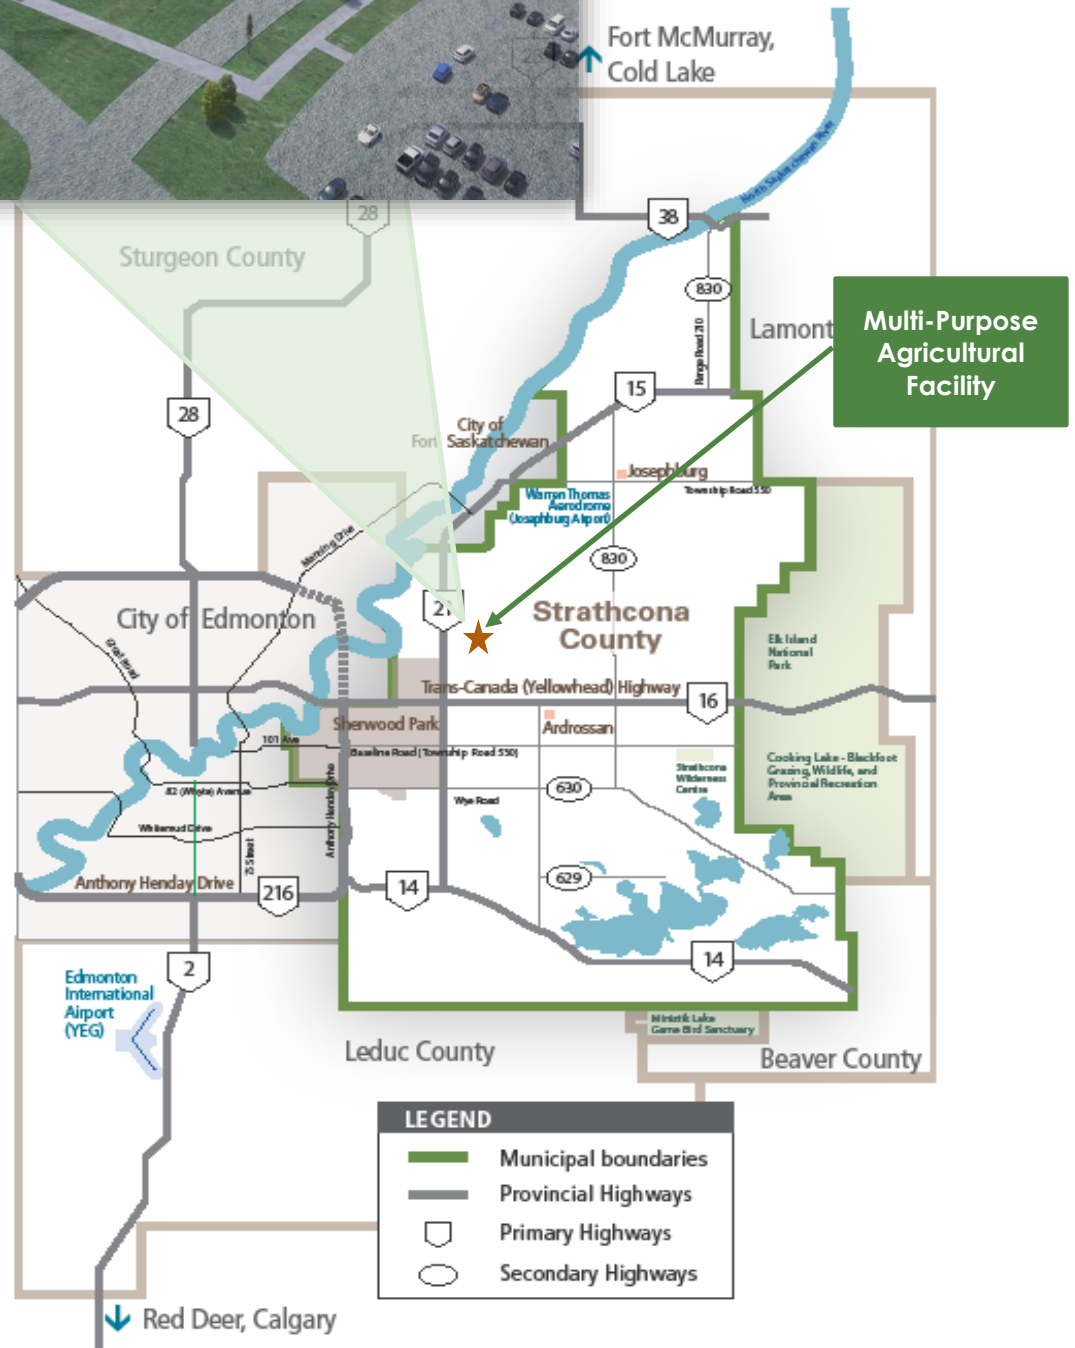 Fort McMurray,
Cold Lake
North Saskatchewan River
28
38
Sturgeon County
830
Range Road 210
Lamont
Multi-Purpose
Agricultural
Facility
15
28
City of
Fort Saskatchewan
Josephburg
Township Road 550
Warren Thomas
Aerodrome
(Josephburg Airport)
Manning Drive
830
21
City of Edmonton
Strathcona
County
Elk Island
National
Park
Trans-Canada (Yellowhead) Highway
16
Sherwood Park
Ardrossan
101 Ave
Baseline Road (Township Road 530)
Cooking Lake - Blackfoot
Grazing, Wildlife, and
Provincial Recreation
Area
Strathcona
Wilderness
Centre
82 (Whyte) Avenue
Anthony Henday Drive
Wye Road
630
Whitemud Drive
75 Street
629
Anthony Henday Drive
216
14
14
2
Edmonton
International
Airport
(YEG)
Ministik Lake
Game Bird Sanctuary
Leduc County
Beaver County
LEGEND
Municipal boundaries
Provincial Highways
Primary Highways
Secondary Highways
Red Deer, Calgary